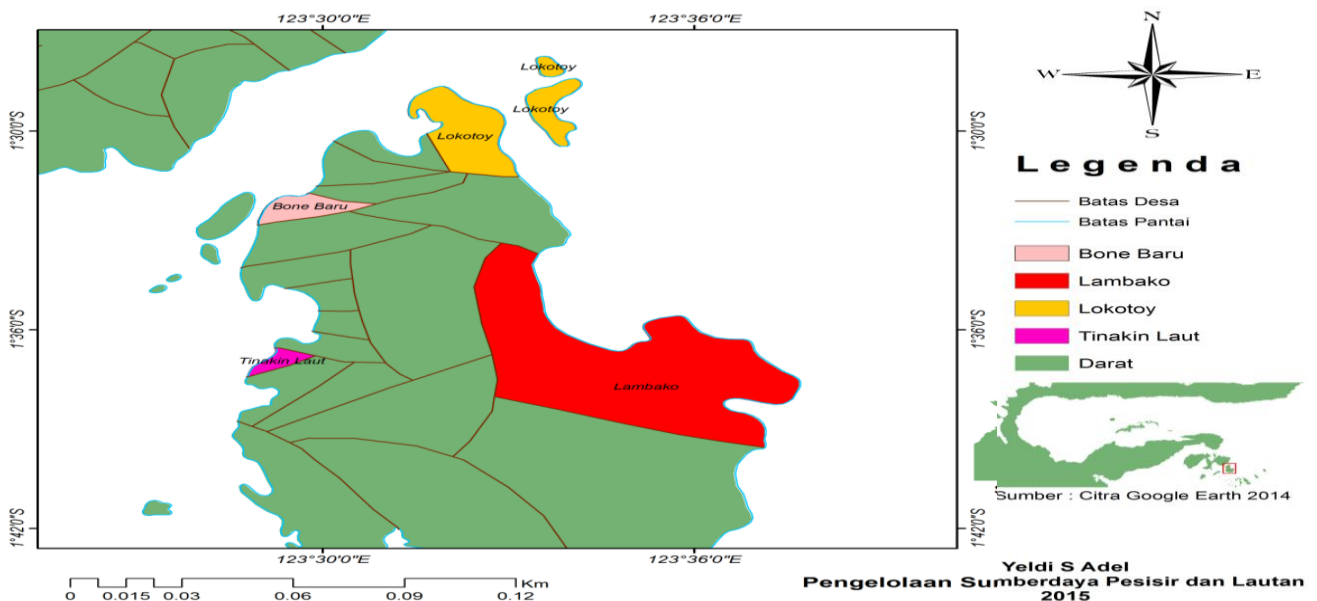 123°30'0"E
123°36'0"E
N
W
E
S
Lokotoy
Lokotoy
Lokotoy
1°30'0"S
1°30'0"S
Legenda
Batas Desa
Batas Pantai
Bone Baru
Bone Baru
Lambako
Lokotoy
1°36'0"S
1°36'0"S
Tinakin Laut
Tinakin Laut
Darat
Lambako
Sumber : Citra Google Earth 2014
1°42'0"S
1°42'0"S
123°30'0"E
123°36'0"E
Yeldi S Adel
Pengelolaan Sumberdaya Pesisir dan Lautan
2015
Km
0 0.015 0.03 0.06 0.09 0.12